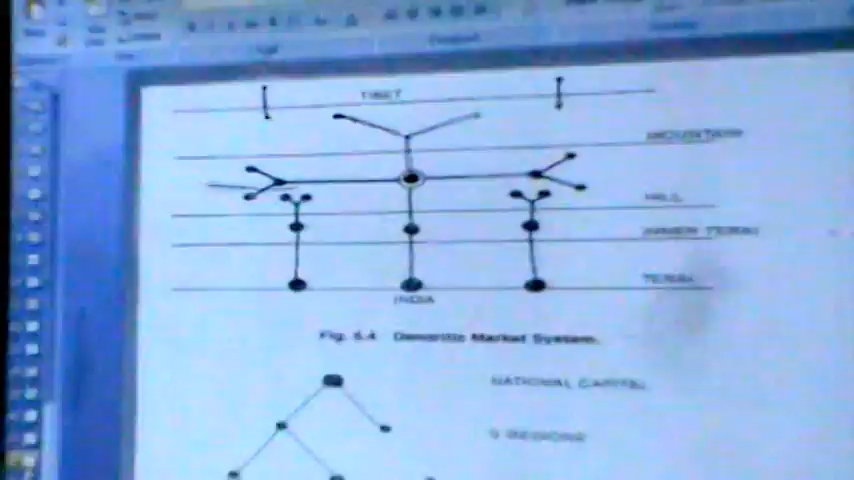 TIBET
MOUNTAIN
HILL
INNER TERAI
TERAI
INDIA
Fig. 5.4 Dendritic Market System.
NATIONAL CAPITAL
5 REGIONS